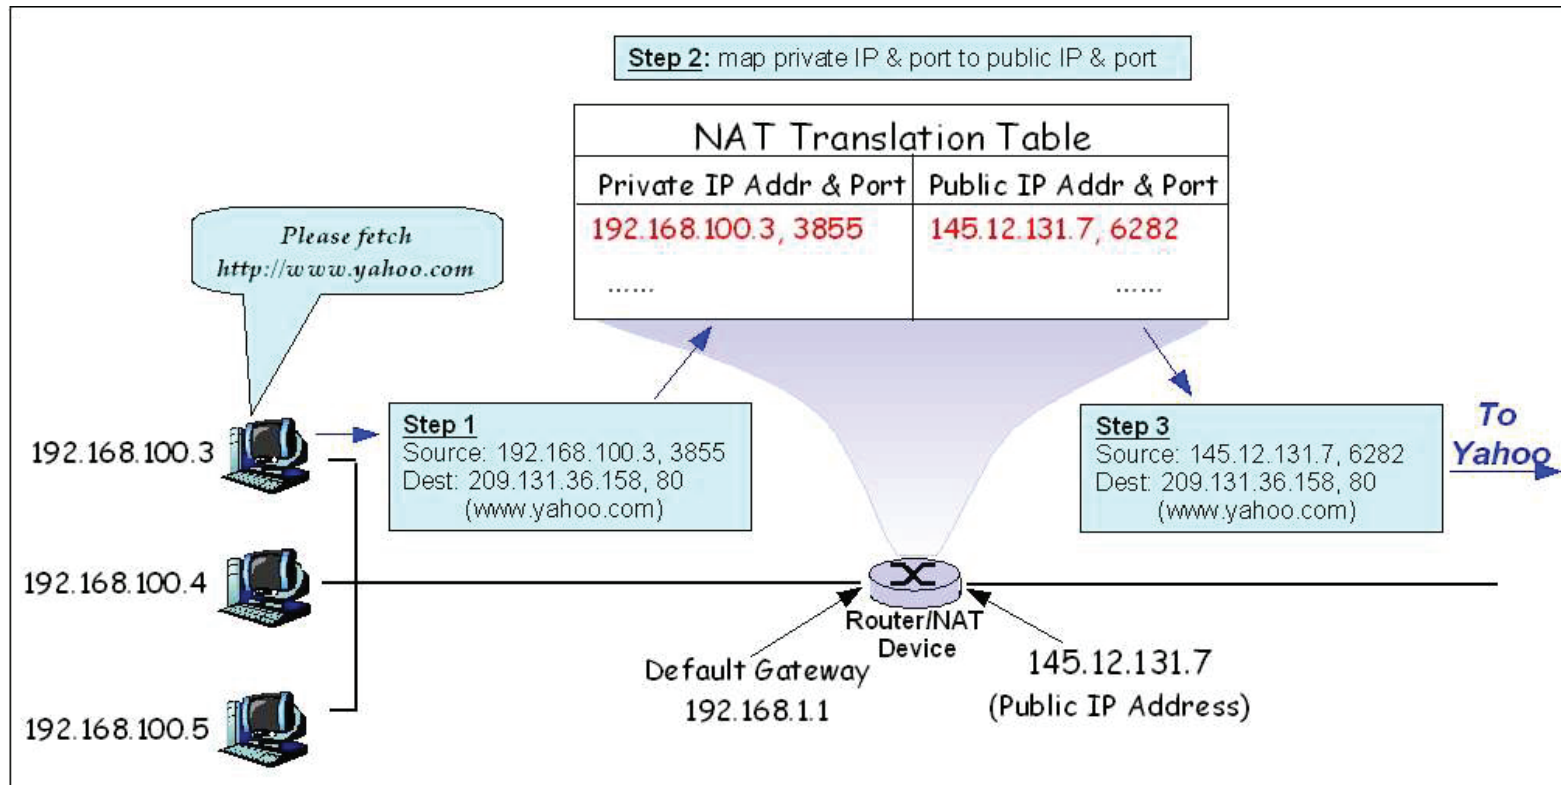 Step 2: map private IP & port to public IP & port
NAT Translation Table
Private IP Addr & Port
Public IP Addr & Port
192.168.100.3, 3855
145.12.131.7, 6282
......
......
Please fetch
http://www.yahoo.com
192.168.100.3
Step 1
Source: 192.168.100.3, 3855
Dest: 209.131.36.158, 80
(www.yahoo.com)
Step 3
Source: 145.12.131.7, 6282
Dest: 209.131.36.158, 80
(www.yahoo.com)
To
Yahoo
192.168.100.4
Router/NAT
Device
Default Gateway
192.168.1.1
145.12.131.7
(Public IP Address)
192.168.100.5